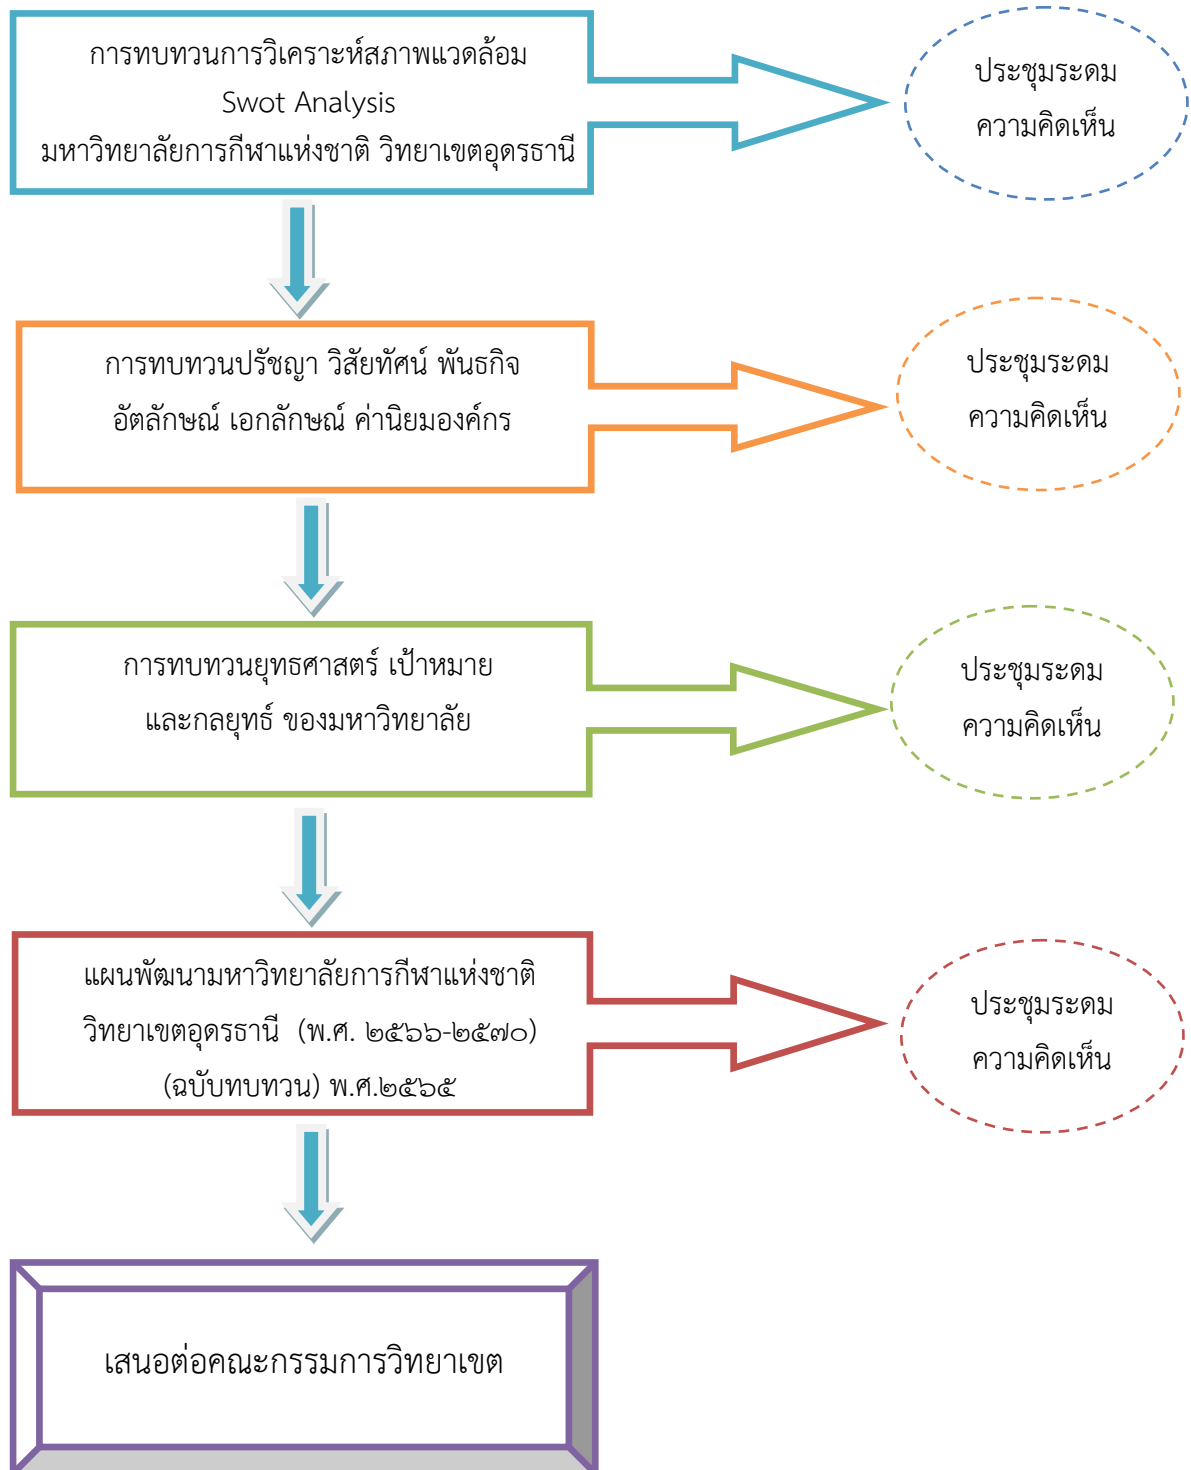 การทบทวนการวิเคราะห์สภาพแวดล้อม
Swot Analysis
มหาวิทยาลัยการกีฬาแห่งชาติ วิทยาเขตอุดรธานี
ประชุมระดม
ความคิดเห็น
การทบทวนปรัชญา วิสัยทัศน์ พันธกิจ
อัตลักษณ์ เอกลักษณ์ ค่านิยมองค์กร
ประชุมระดม
ความคิดเห็น
การทบทวนยุทธศาสตร์ เป้าหมาย
และกลยุทธ์ ของมหาวิทยาลัย
ประชุมระดม
ความคิดเห็น
แผนพัฒนามหาวิทยาลัยการกีฬาแห่งชาติ
วิทยาเขตอุดรธานี (พ.ศ. ๒๕๖๖-๒๕๗๐)
(ฉบับทบทวน) พ.ศ.๒๕๖๕
ประชุมระดม
ความคิดเห็น
เสนอต่อคณะกรรมการวิทยาเขต